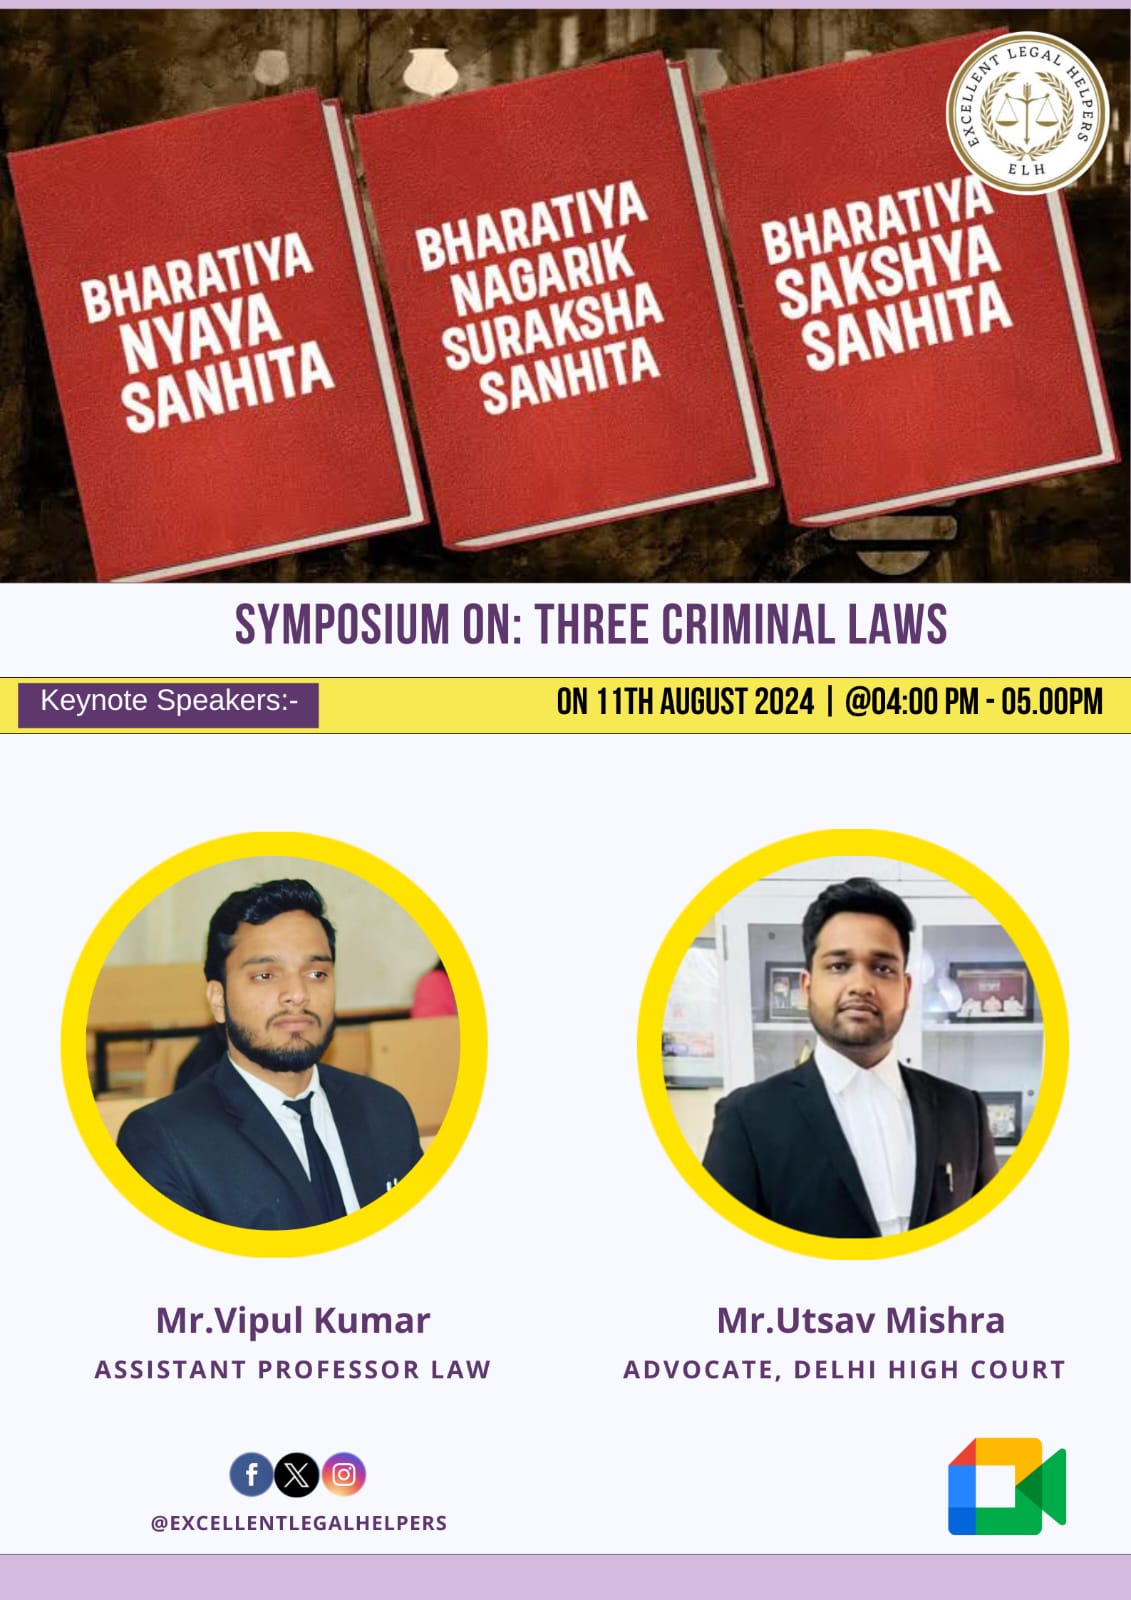 BHARATIYA
NYAYA
SANHITA
BHARATIYA
NAGARIK
SURAKSHA
SANHITA
BHARATIYA
SAKSHYA
SANHITA
EXCELLENT LEGAL HELPERS
ELH
SYMPOSIUM ON: THREE CRIMINAL LAWS
Keynote Speakers:-
ON 11TH AUGUST 2024 | @04:00 PM - 05.00PM
Mr.Vipul Kumar
ASSISTANT PROFESSOR LAW
Mr.Utsav Mishra
ADVOCATE, DELHI HIGH COURT
@EXCELLENTLEGALHELPERS